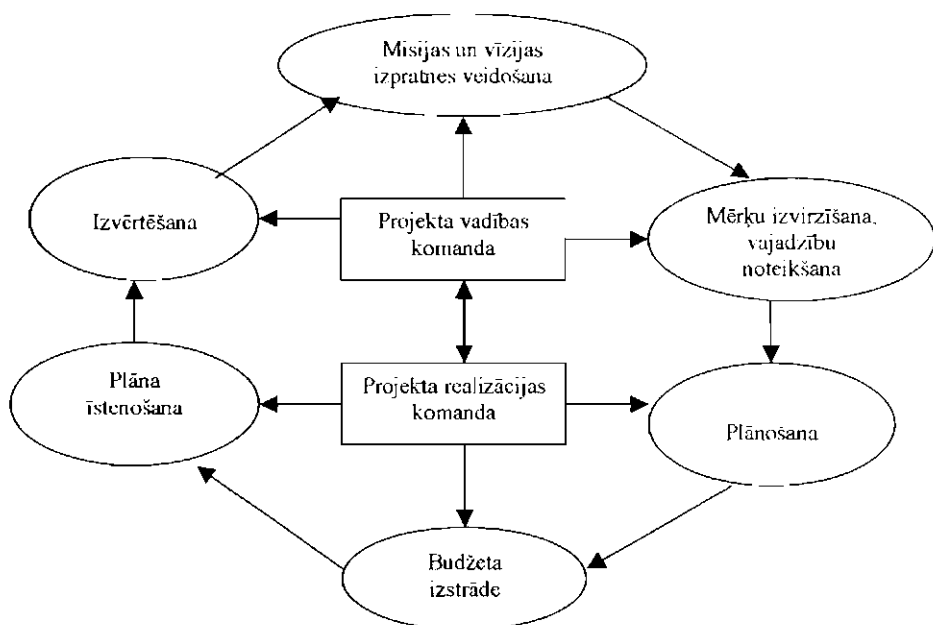 Misijas un vīzijas
izpratnes veidošana
Izvērtēšana
Projekta vadības
komanda
Mērķu izvirzīšana,
vajadzību
noteikšana
Plāna
īstenošana
Projekta realizācijas
komanda
Plānošana
Budžeta
izstrāde